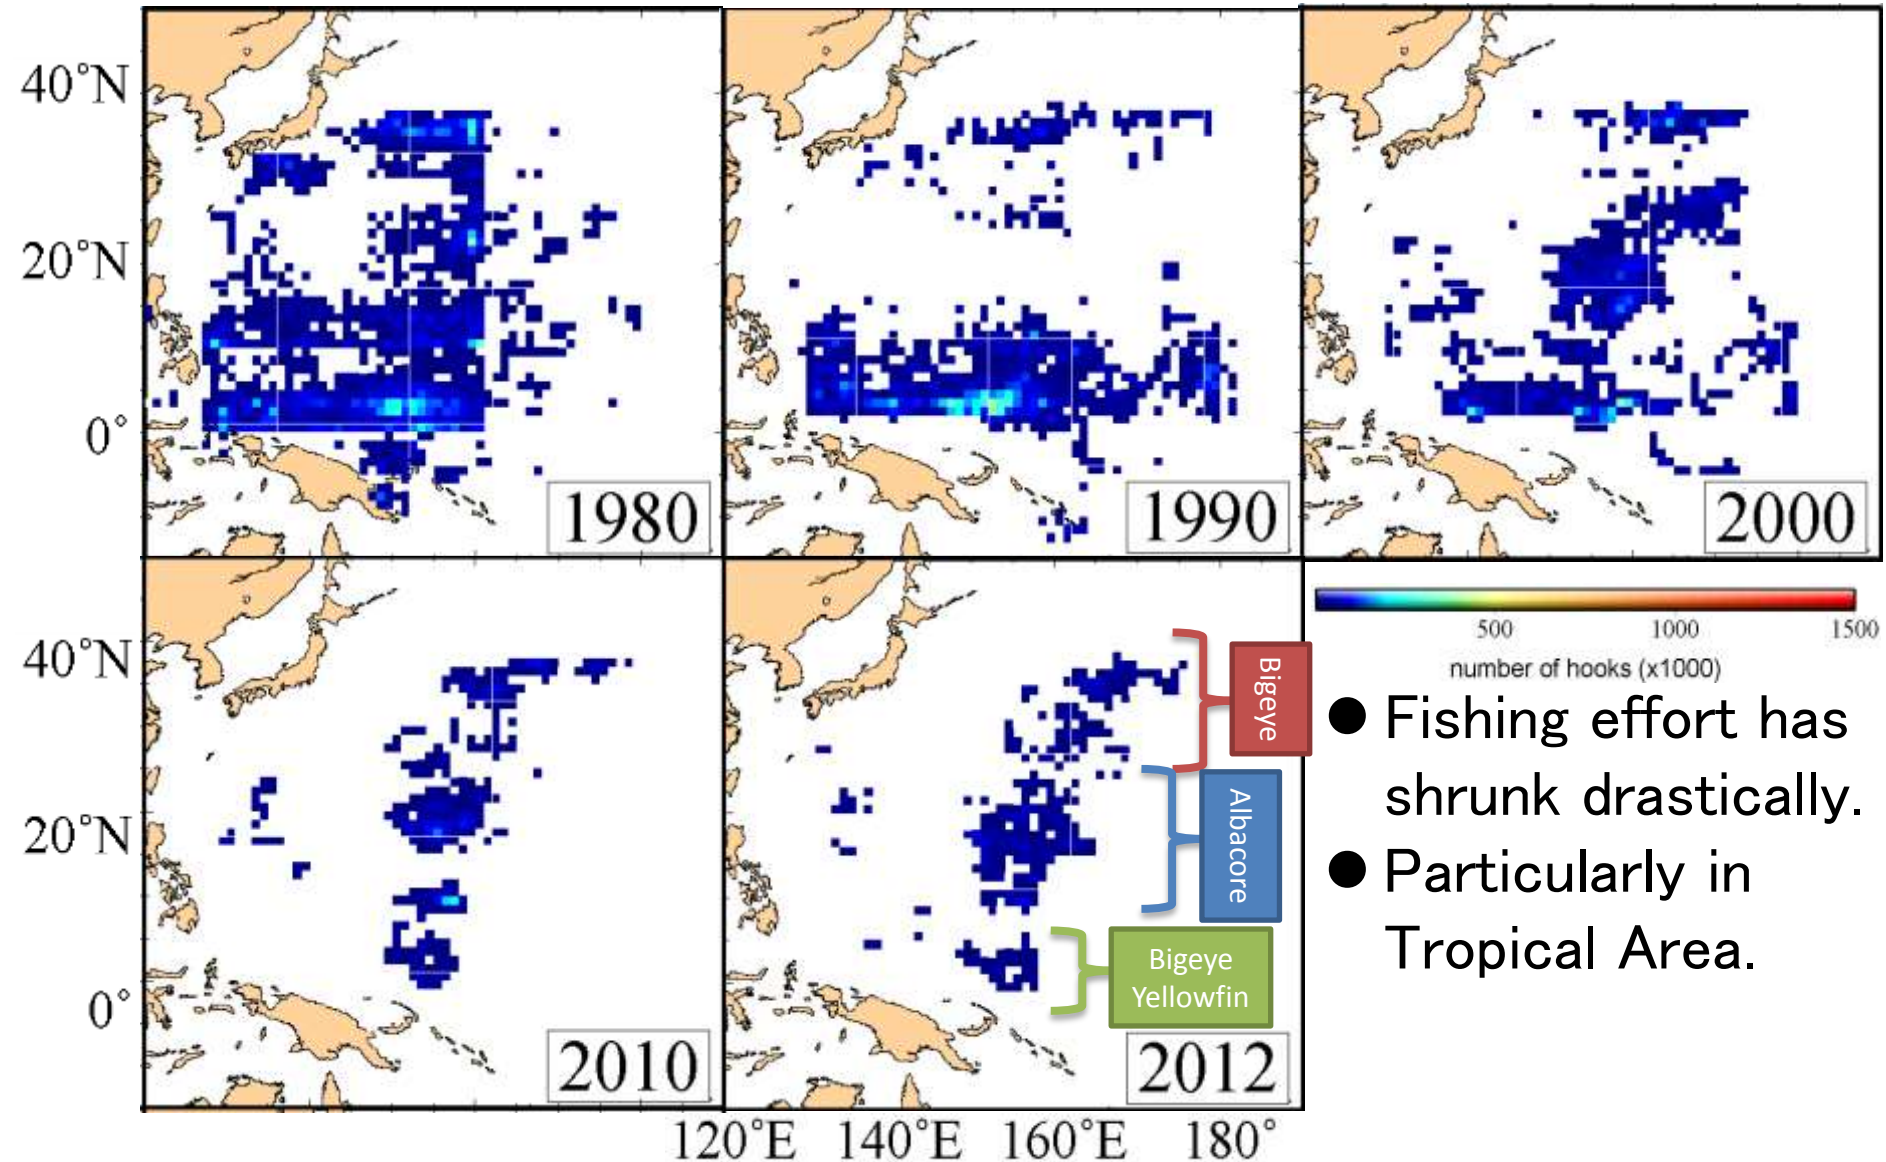 40°N
20°N
0°
1980
1990
2000
500 1000 1500
number of hooks (x1000)
40°N
20°N
0°
2010
2012
Bigeye
Albacore
Bigeye
Yellowfin
● Fishing effort has
shrunk drastically.
● Particularly in
Tropical Area.
120°E 140°E 160°E 180°